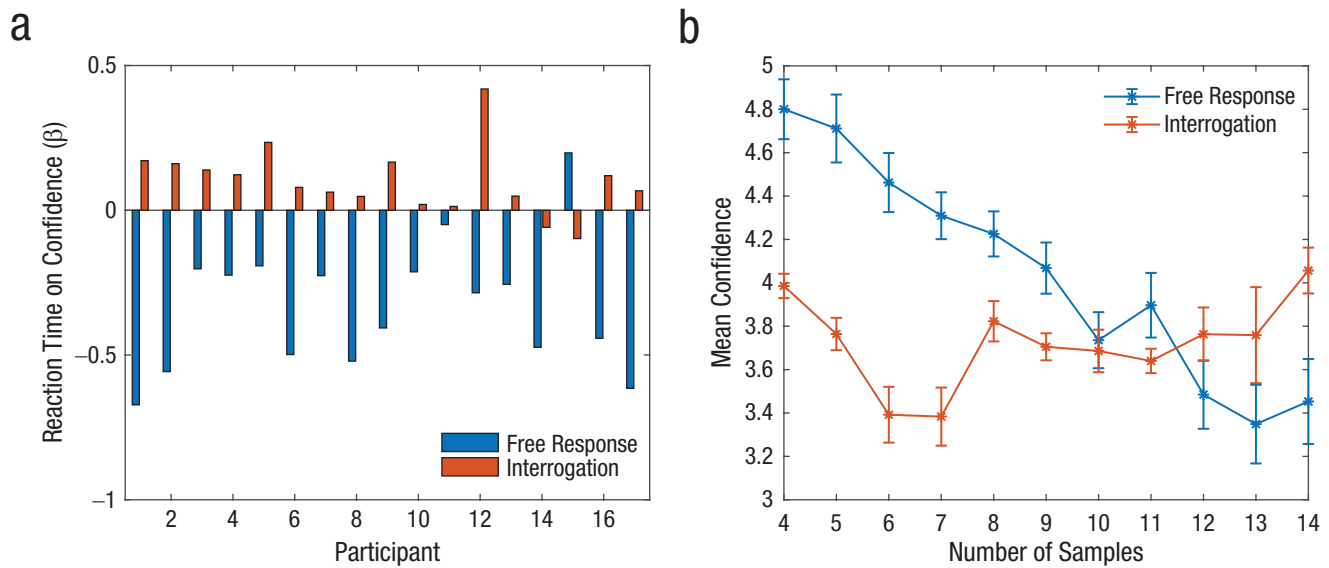 a
Reaction Time on Confidence (β)
0.5
0
−0.5
−1
2 4 6 8 10 12 14 16
Participant
Free Response
Interrogation
b
Mean Confidence
5
4.8
4.6
4.4
4.2
4
3.8
3.6
3.4
3.2
3
4 5 6 7 8 9 10 11 12 13 14
Number of Samples
Free Response
Interrogation